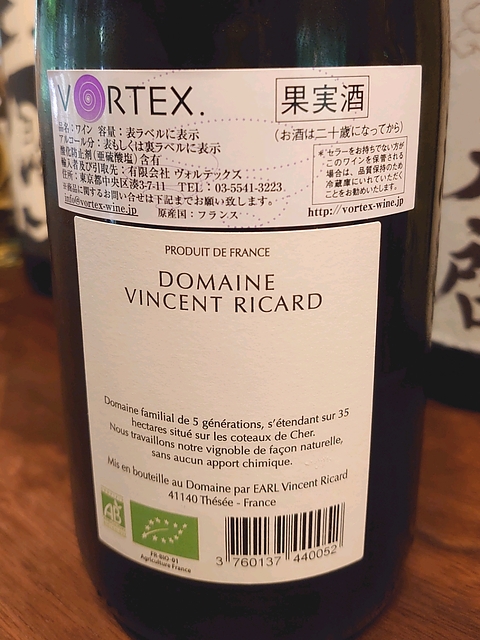 VORTEX.
果実酒
(お酒は二十歳になってから)
品名：ワイン 容量：表ラベルに表示
アルコール分：表もしくは裏ラベルに表示
酸化防止剤(亜硫酸塩)含有
輸入者及び引取先：有限会社 ヴォルテックス
住所：東京都中央区湊3-7-11 TEL：03-5541-3223
※商品に関するお問い合せは下記までお願い致します。
info@vortex-wine.jp 原産国：フランス
セラーをお持ちでない方が
このワインを保管される
場合は、品質保持のため
冷蔵庫にいれていただく
ことをおすすめします。
http://vortex-wine.jp
PRODUIT DE FRANCE
DOMAINE
VINCENT RICARD
Domaine familial de 5 générations, s'étendant sur 35
hectares situé sur les coteaux de Cher.
Nous travaillons notre vignoble de façon naturelle,
sans aucun apport chimique.
Mis en bouteille au Domaine par EARL Vincent Ricard
41140 Thésée - France
AB
FR-BIO-01
Agriculture France
3 760137 440052